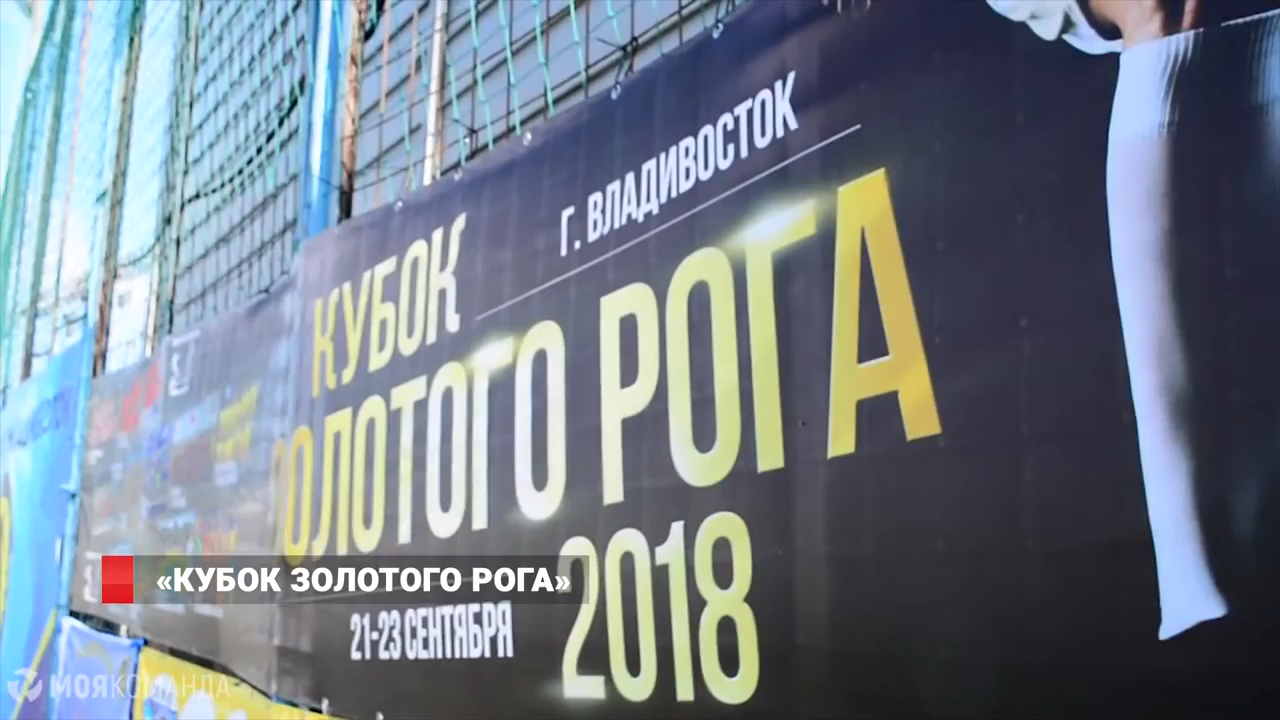 Г. ВЛАДИВОСТОК
КУБОК
ЗОЛОТОГО РОГА
2018
21-23 СЕНТЯБРЯ
«КУБОК ЗОЛОТОГО РОГА»
МОЯКОМАНДА